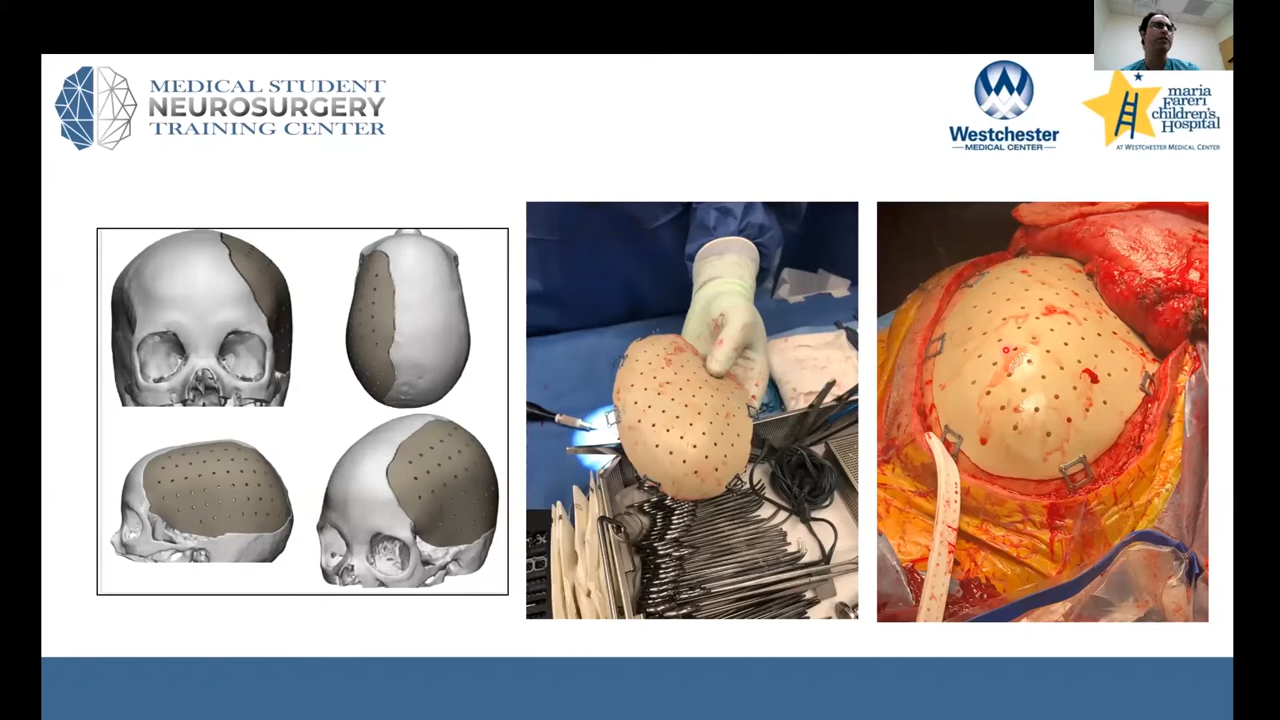 MEDICAL STUDENT
NEUROSURGERY
TRAINING CENTER
Westchester
MEDICAL CENTER
maria
Fareri
children's
Hospital
AT WESTCHESTER MEDICAL CENTER